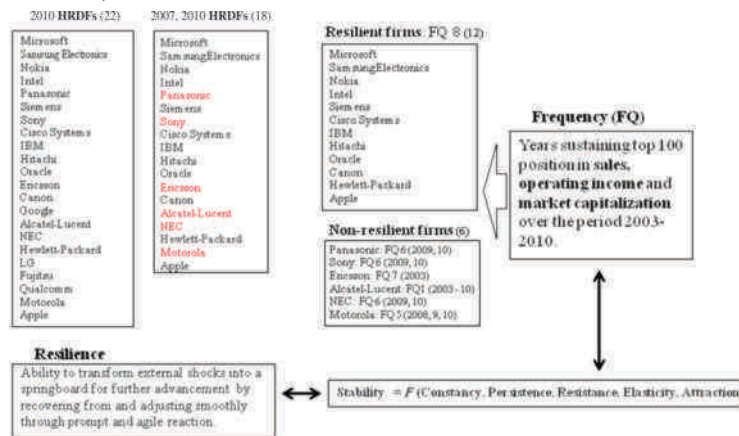 2010 HRDFs (22)
Microsoft
Samsung Electronics
Nokia
Intel
Panasonic
Siemens
Sony
Cisco Systems
IBM
Hitachi
Oracle
Ericsson
Canon
Google
Alcatel-Lucent
NEC
Hewlett-Packard
LG
Fujitsu
Qualcomm
Motorola
Apple
2007, 2010 HRDFs (18)
Microsoft
SamsungElectronics
Nokia
Intel
Panasonic
Siemens
Sony
Cisco Systems
IBM
Hitachi
Oracle
Ericsson
Canon
Alcatel-Lucent
NEC
Hewlett-Packard
Motorola
Apple
Resilient firms: FQ 8 (12)
Microsoft
SamsungElectronics
Nokia
Intel
Siemens
Cisco Systems
IBM
Hitachi
Oracle
Canon
Hewlett-Packard
Apple
Non-resilient firms (6)
Panasonic: FQ6 (2009, 10)
Sony: FQ6 (2009, 10)
Ericsson: FQ7 (2003)
Alcatel-Lucent: FQ1 (2003-10)
NEC: FQ6 (2009, 10)
Motorola: FQ5 (2008, 9, 10)
Frequency (FQ)
Years sustaining top 100
position in sales,
operating income and
market capitalization
over the period 2003-
2010.
Resilience
Ability to transform external shocks into a
springboard for further advancement by
recovering from and adjusting smoothly
through prompt and agile reaction.
Stability = F (Constancy, Persistence, Resistance, Elasticity, Attraction